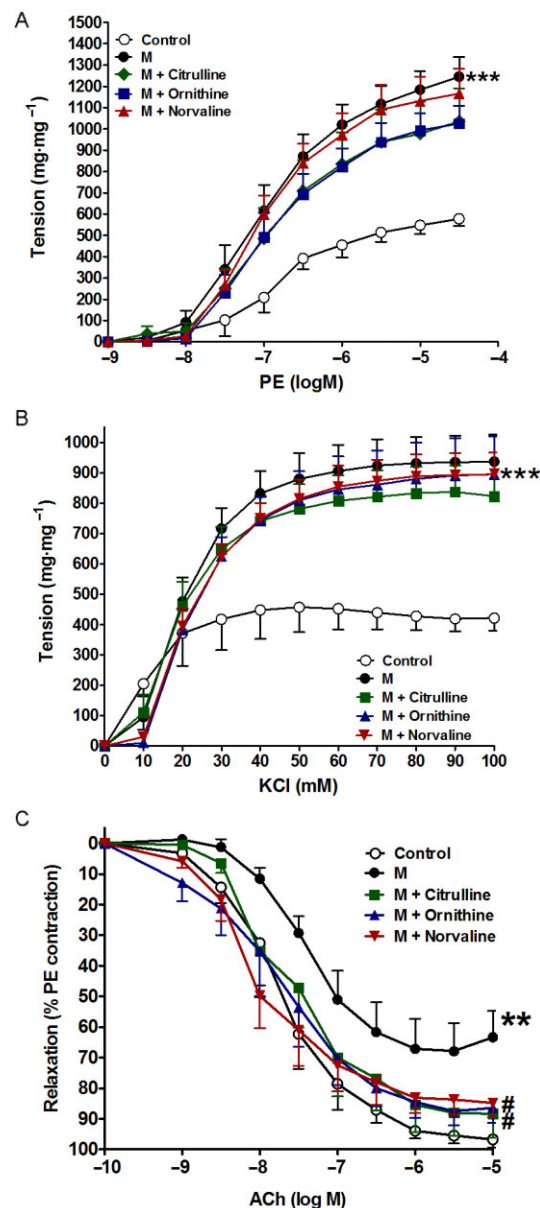 A
Control
M
M + Citrulline
M + Ornithine
M + Norvaline
***
Tension (mg·mg⁻¹)
1500
1400
1300
1200
1100
1000
900
800
700
600
500
400
300
200
100
0
−9 −8 −7 −6 −5 −4
PE (logM)
B
***
Tension (mg·mg⁻¹)
1000
900
800
700
600
500
400
300
200
100
0
Control
M
M + Citrulline
M + Ornithine
M + Norvaline
0 10 20 30 40 50 60 70 80 90 100
KCl (mM)
C
Control
M
M + Citrulline
M + Ornithine
M + Norvaline
**
#
#
Relaxation (% PE contraction)
0
10
20
30
40
50
60
70
80
90
100
−10 −9 −8 −7 −6 −5
ACh (log M)